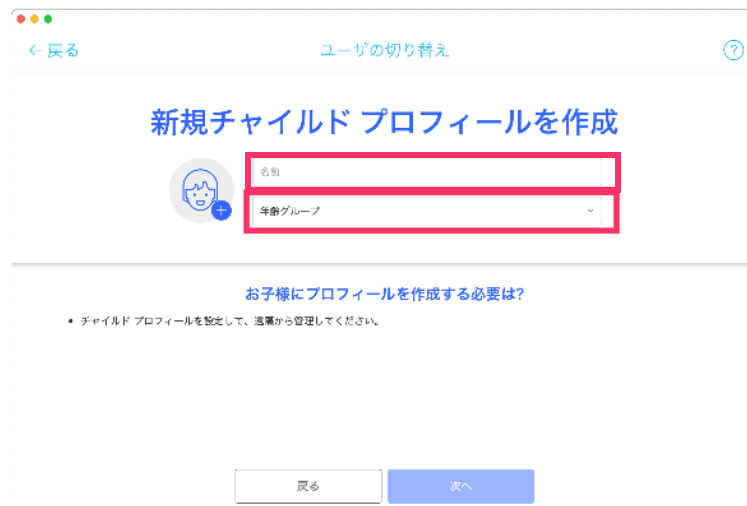 ←戻る
ユーザの切り替え
?
新規チャイルド プロフィールを作成
名前
年齢グループ
お子様にプロフィールを作成する必要は?
• チャイルド プロフィールを設定して、遠隔から管理してください。
戻る
次へ